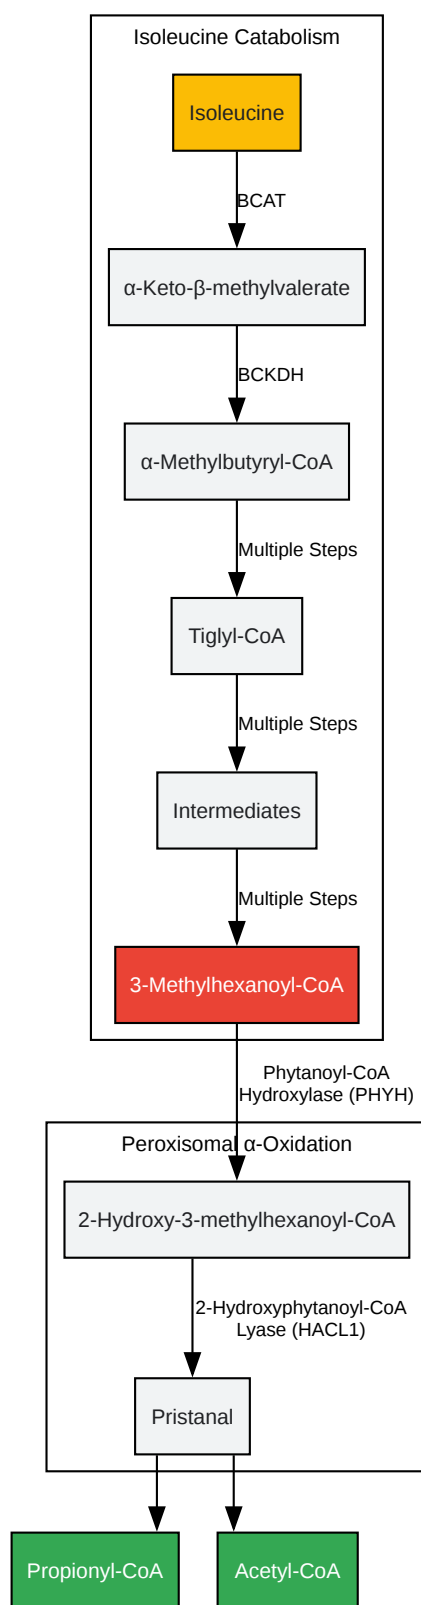 Isoleucine Catabolism
Isoleucine
BCAT
α-Keto-β-methylvalerate
BCKDH
α-Methylbutyryl-CoA
Multiple Steps
Tiglyl-CoA
Multiple Steps
Intermediates
Multiple Steps
3-Methylhexanoyl-CoA
Phytanoyl-CoA
Hydroxylase (PHYH)
Peroxisomal α-Oxidation
2-Hydroxy-3-methylhexanoyl-CoA
2-Hydroxyphytanoyl-CoA
Lyase (HACL1)
Pristanal
Propionyl-CoA
Acetyl-CoA